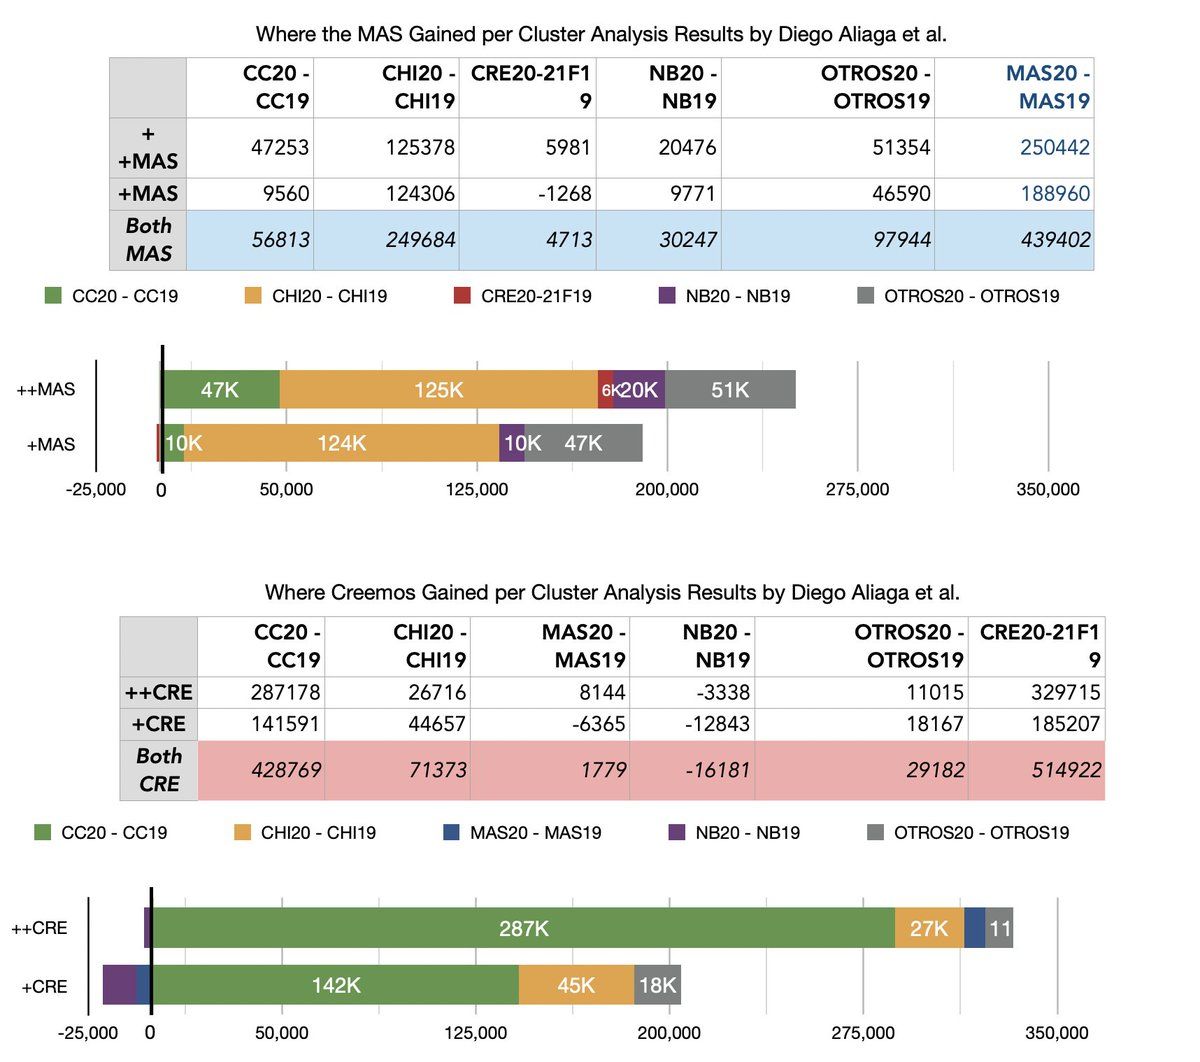 Where the MAS Gained per Cluster Analysis Results by Diego Aliaga et al.
CC20 - CHI20 - CRE20-21F1 NB20 - OTROS20 - MAS20 -
CC19 CHI19 9 NB19 OTROS19 MAS19
+
+MAS 47253 125378 5981 20476 51354 250442
+MAS 9560 124306 -1268 9771 46590 188960
Both
MAS 56813 249684 4713 30247 97944 439402
CC20 - CC19 CHI20 - CHI19 CRE20-21F19 NB20 - NB19 OTROS20 - OTROS19
++MAS 47K 125K 6K 20K 51K
+MAS 10K 124K 10K 47K
-25,000 0 50,000 125,000 200,000 275,000 350,000
Where Creemos Gained per Cluster Analysis Results by Diego Aliaga et al.
CC20 - CHI20 - MAS20 - NB20 - OTROS20 - CRE20-21F1
CC19 CHI19 MAS19 NB19 OTROS19 9
++CRE 287178 26716 8144 -3338 11015 329715
+CRE 141591 44657 -6365 -12843 18167 185207
Both
CRE 428769 71373 1779 -16181 29182 514922
CC20 - CC19 CHI20 - CHI19 MAS20 - MAS19 NB20 - NB19 OTROS20 - OTROS19
++CRE 287K 27K 11
+CRE 142K 45K 18K
-25,000 0 50,000 125,000 200,000 275,000 350,000